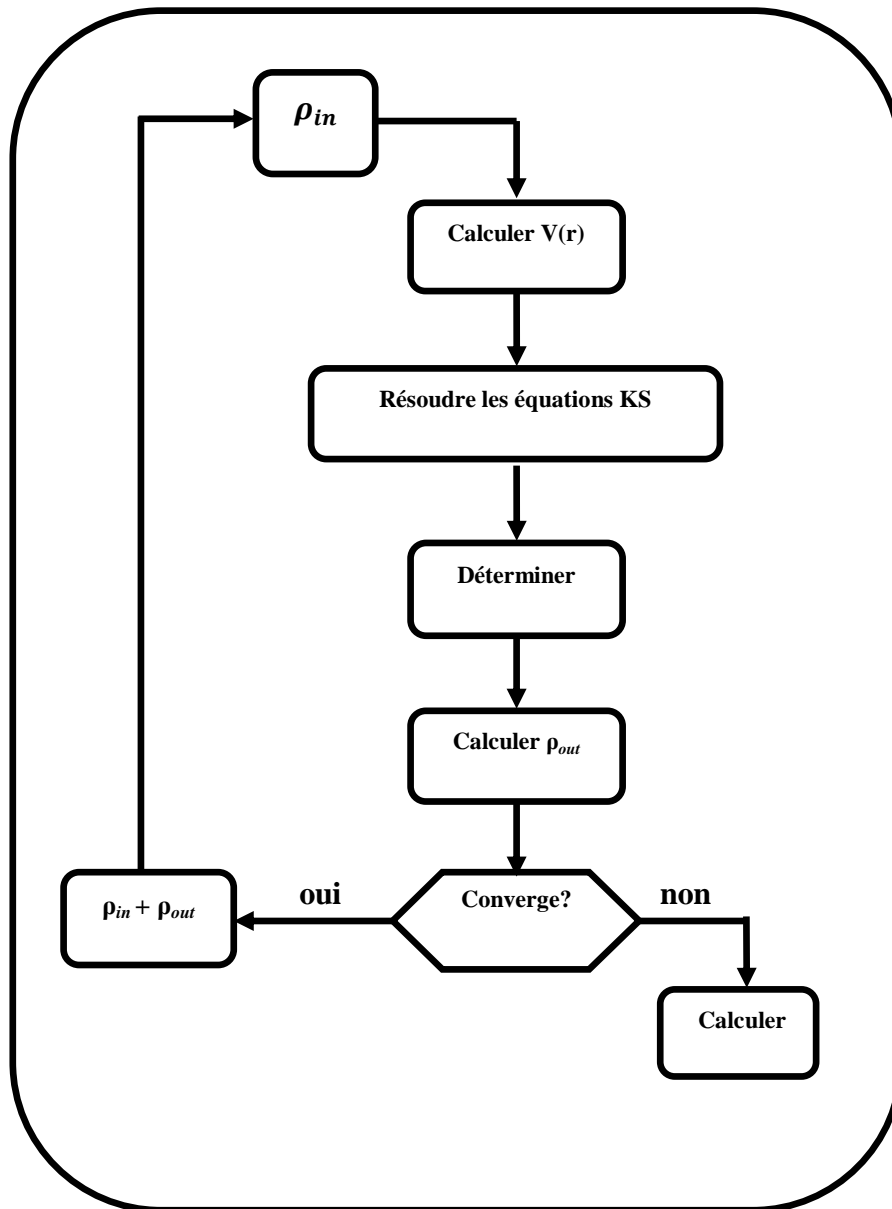 ρin
Calculer V(r)
Résoudre les équations KS
Déterminer
Calculer ρout
Converge?
oui
non
ρin + ρout
Calculer